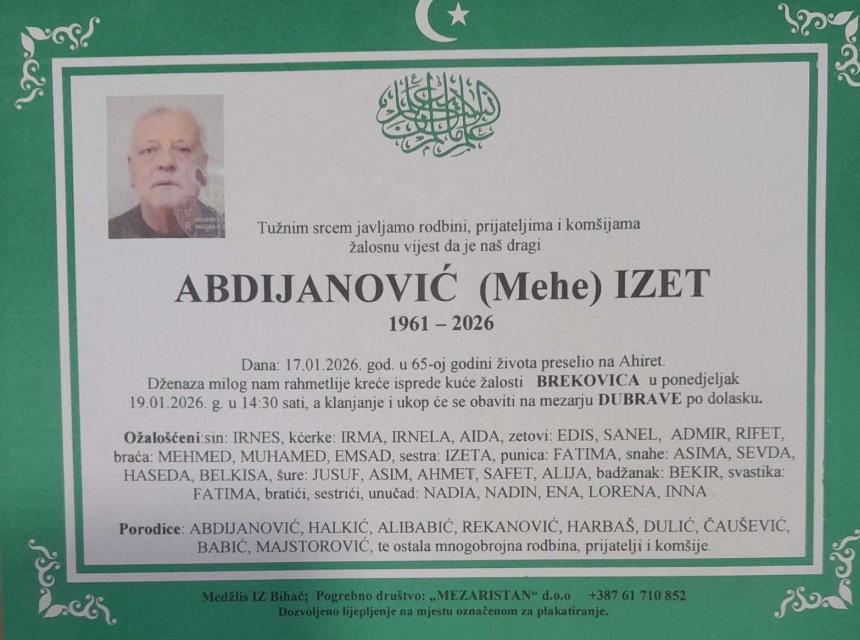 Tužnim srcem javljamo rodbini, prijateljima i komšijama
žalosnu vijest da je naš dragi
ABDIJANOVIĆ (Mehe) IZET
1961 – 2026
Dana: 17.01.2026. god. u 65-oj godini života preselio na Ahiret.
Dženaza milog nam rahmetlije kreće isprede kuće žalosti BREKOVICA u ponedjeljak
19.01.2026. g. u 14:30 sati, a klanjanje i ukop će se obaviti na mezarju DUBRAVE po dolasku.
Ožalošćeni:sin: IRNES, kćerke: IRMA, IRNELA, AIDA, zetovi: EDIS, SANEL, ADMIR, RIFET,
braća: MEHMED, MUHAMED, EMSAD, sestra: IZETA, punica: FATIMA, snahe: ASIMA, SEVDA,
HASEDA, BELKISA, šure: JUSUF, ASIM, AHMET, SAFET, ALIJA, badžanak: BEKIR, svastika:
FATIMA, bratići, sestrići, unučad: NADIA, NADIN, ENA, LORENA, INNA .
Porodice: ABDIJANOVIĆ, HALKIĆ, ALIBABIĆ, REKANOVIĆ, HARBAŠ, DULIĆ, ČAUŠEVIĆ,
BABIĆ, MAJSTOROVIĆ, te ostala mnogobrojna rodbina, prijatelji i komšije.
Medžlis IZ Bihać; Pogrebno društvo: „MEZARISTAN“ d.o.o +387 61 710 852
Dozvoljeno lijepljenje na mjestu označenom za plakatiranje.